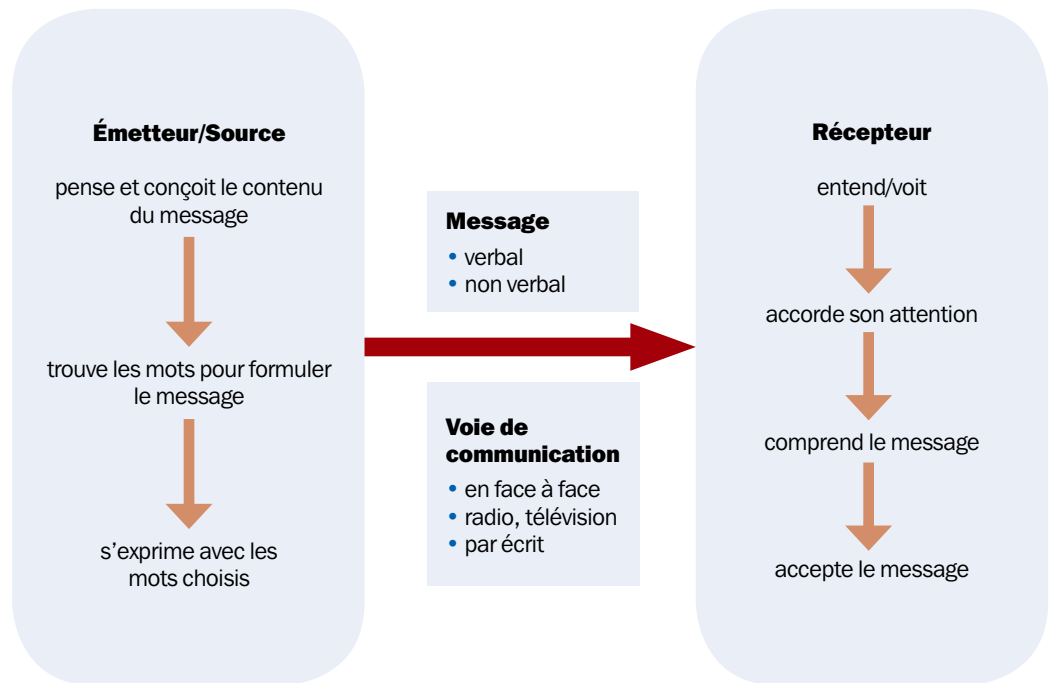 Émetteur/Source
pense et conçoit le contenu
du message
trouve les mots pour formuler
le message
s’exprime avec les
mots choisis
Message
• verbal
• non verbal
Voie de
communication
• en face à face
• radio, télévision
• par écrit
Récepteur
entend/voit
accorde son attention
comprend le message
accepte le message